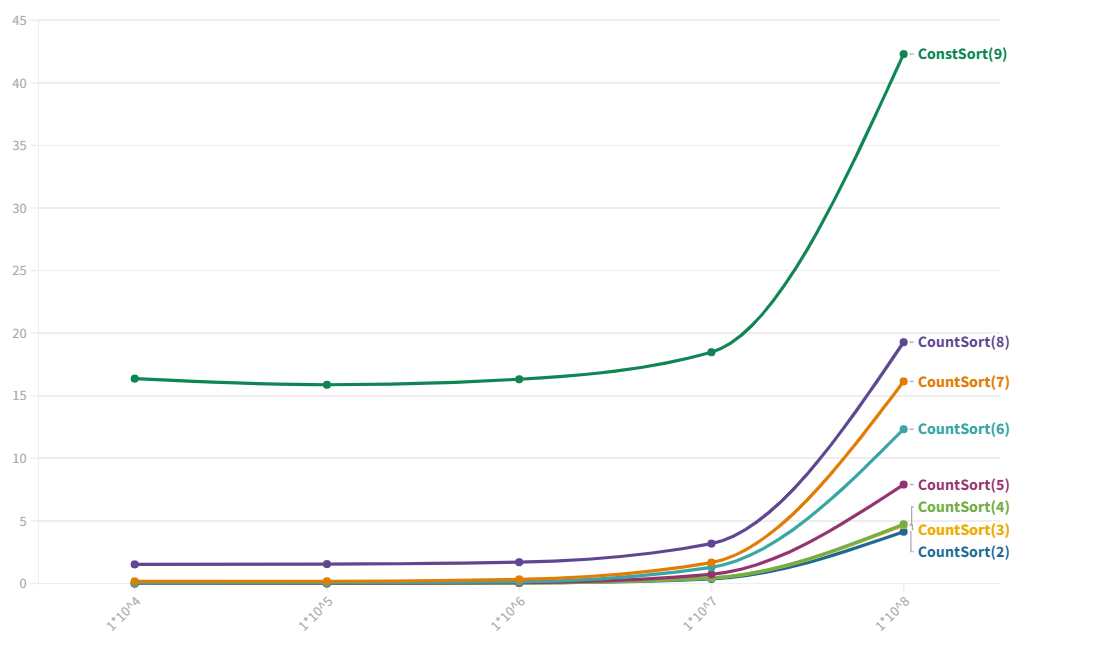 45
40
35
30
25
20
15
10
5
0
ConstSort(9)
CountSort(8)
CountSort(7)
CountSort(6)
CountSort(5)
CountSort(4)
CountSort(3)
CountSort(2)
1*10^4
1*10^5
1*10^6
1*10^7
1*10^8